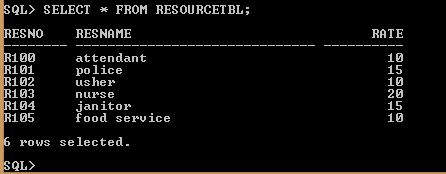 SQL> SELECT * FROM RESOURCETBL;
RESNO RESNAME RATE
R100 attendant 10
R101 police 15
R102 usher 10
R103 nurse 20
R104 janitor 15
R105 food service 10
6 rows selected.
SQL>